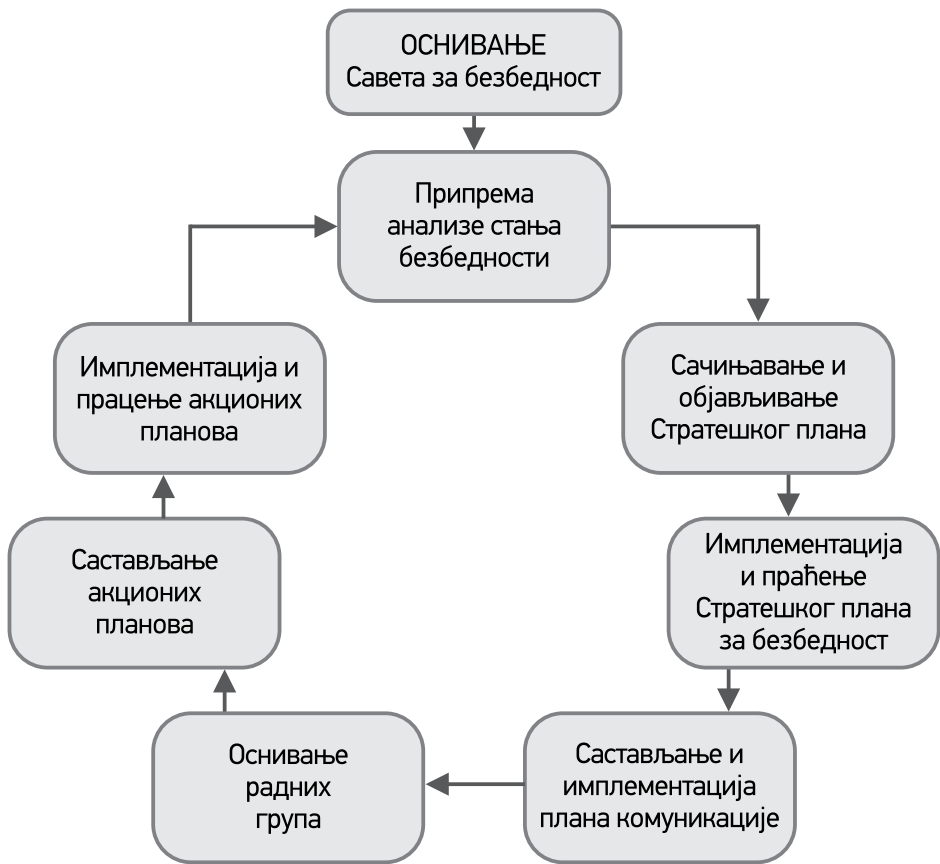 ОСНИВАЊЕ
Савета за безбедност
Припрема
анализе стања
безбедности
Сачињавање и
објављивање
Стратешког плана
Имплементација
и праћење
Стратешког плана
за безбедност
Састављање и
имплементација
плана комуникације
Оснивање
радних
група
Састављање
акционих
планова
Имплементација и
працење акционих
планова